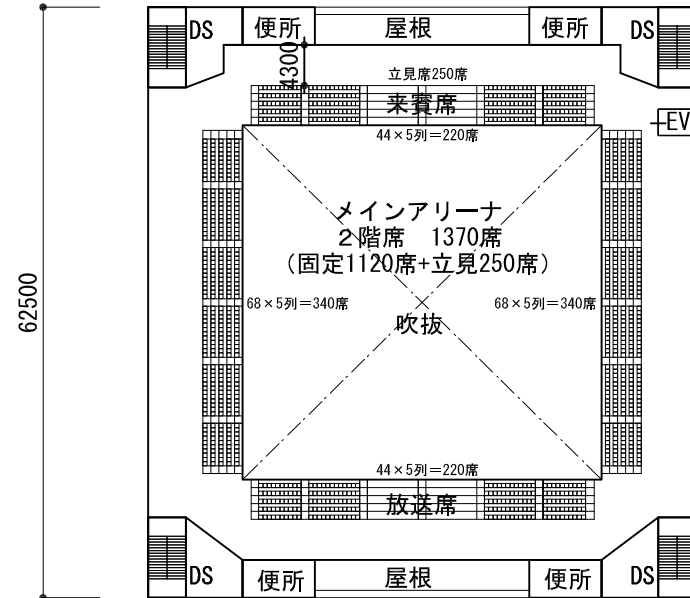 DS
便所
屋根
便所
DS
4300
立見席250席
来賓席
EV
44×5列＝220席
メインアリーナ
２階席　1370席
（固定1120席+立見250席）
62500
68×5列＝340席
68×5列＝340席
吹抜
44×5列＝220席
放送席
DS
便所
屋根
便所
DS